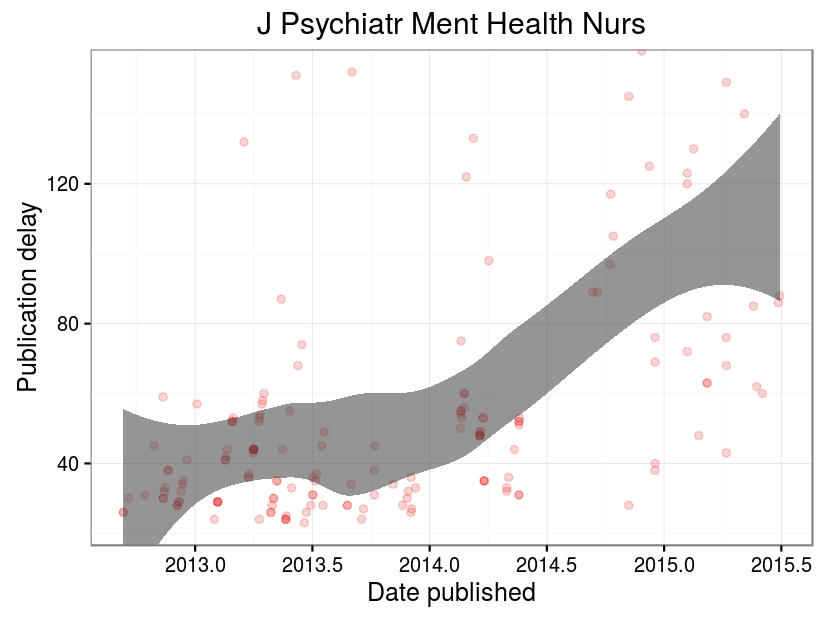 J Psychiatr Ment Health Nurs
Publication delay
120
80
40
2013.0 2013.5 2014.0 2014.5 2015.0 2015.5
Date published